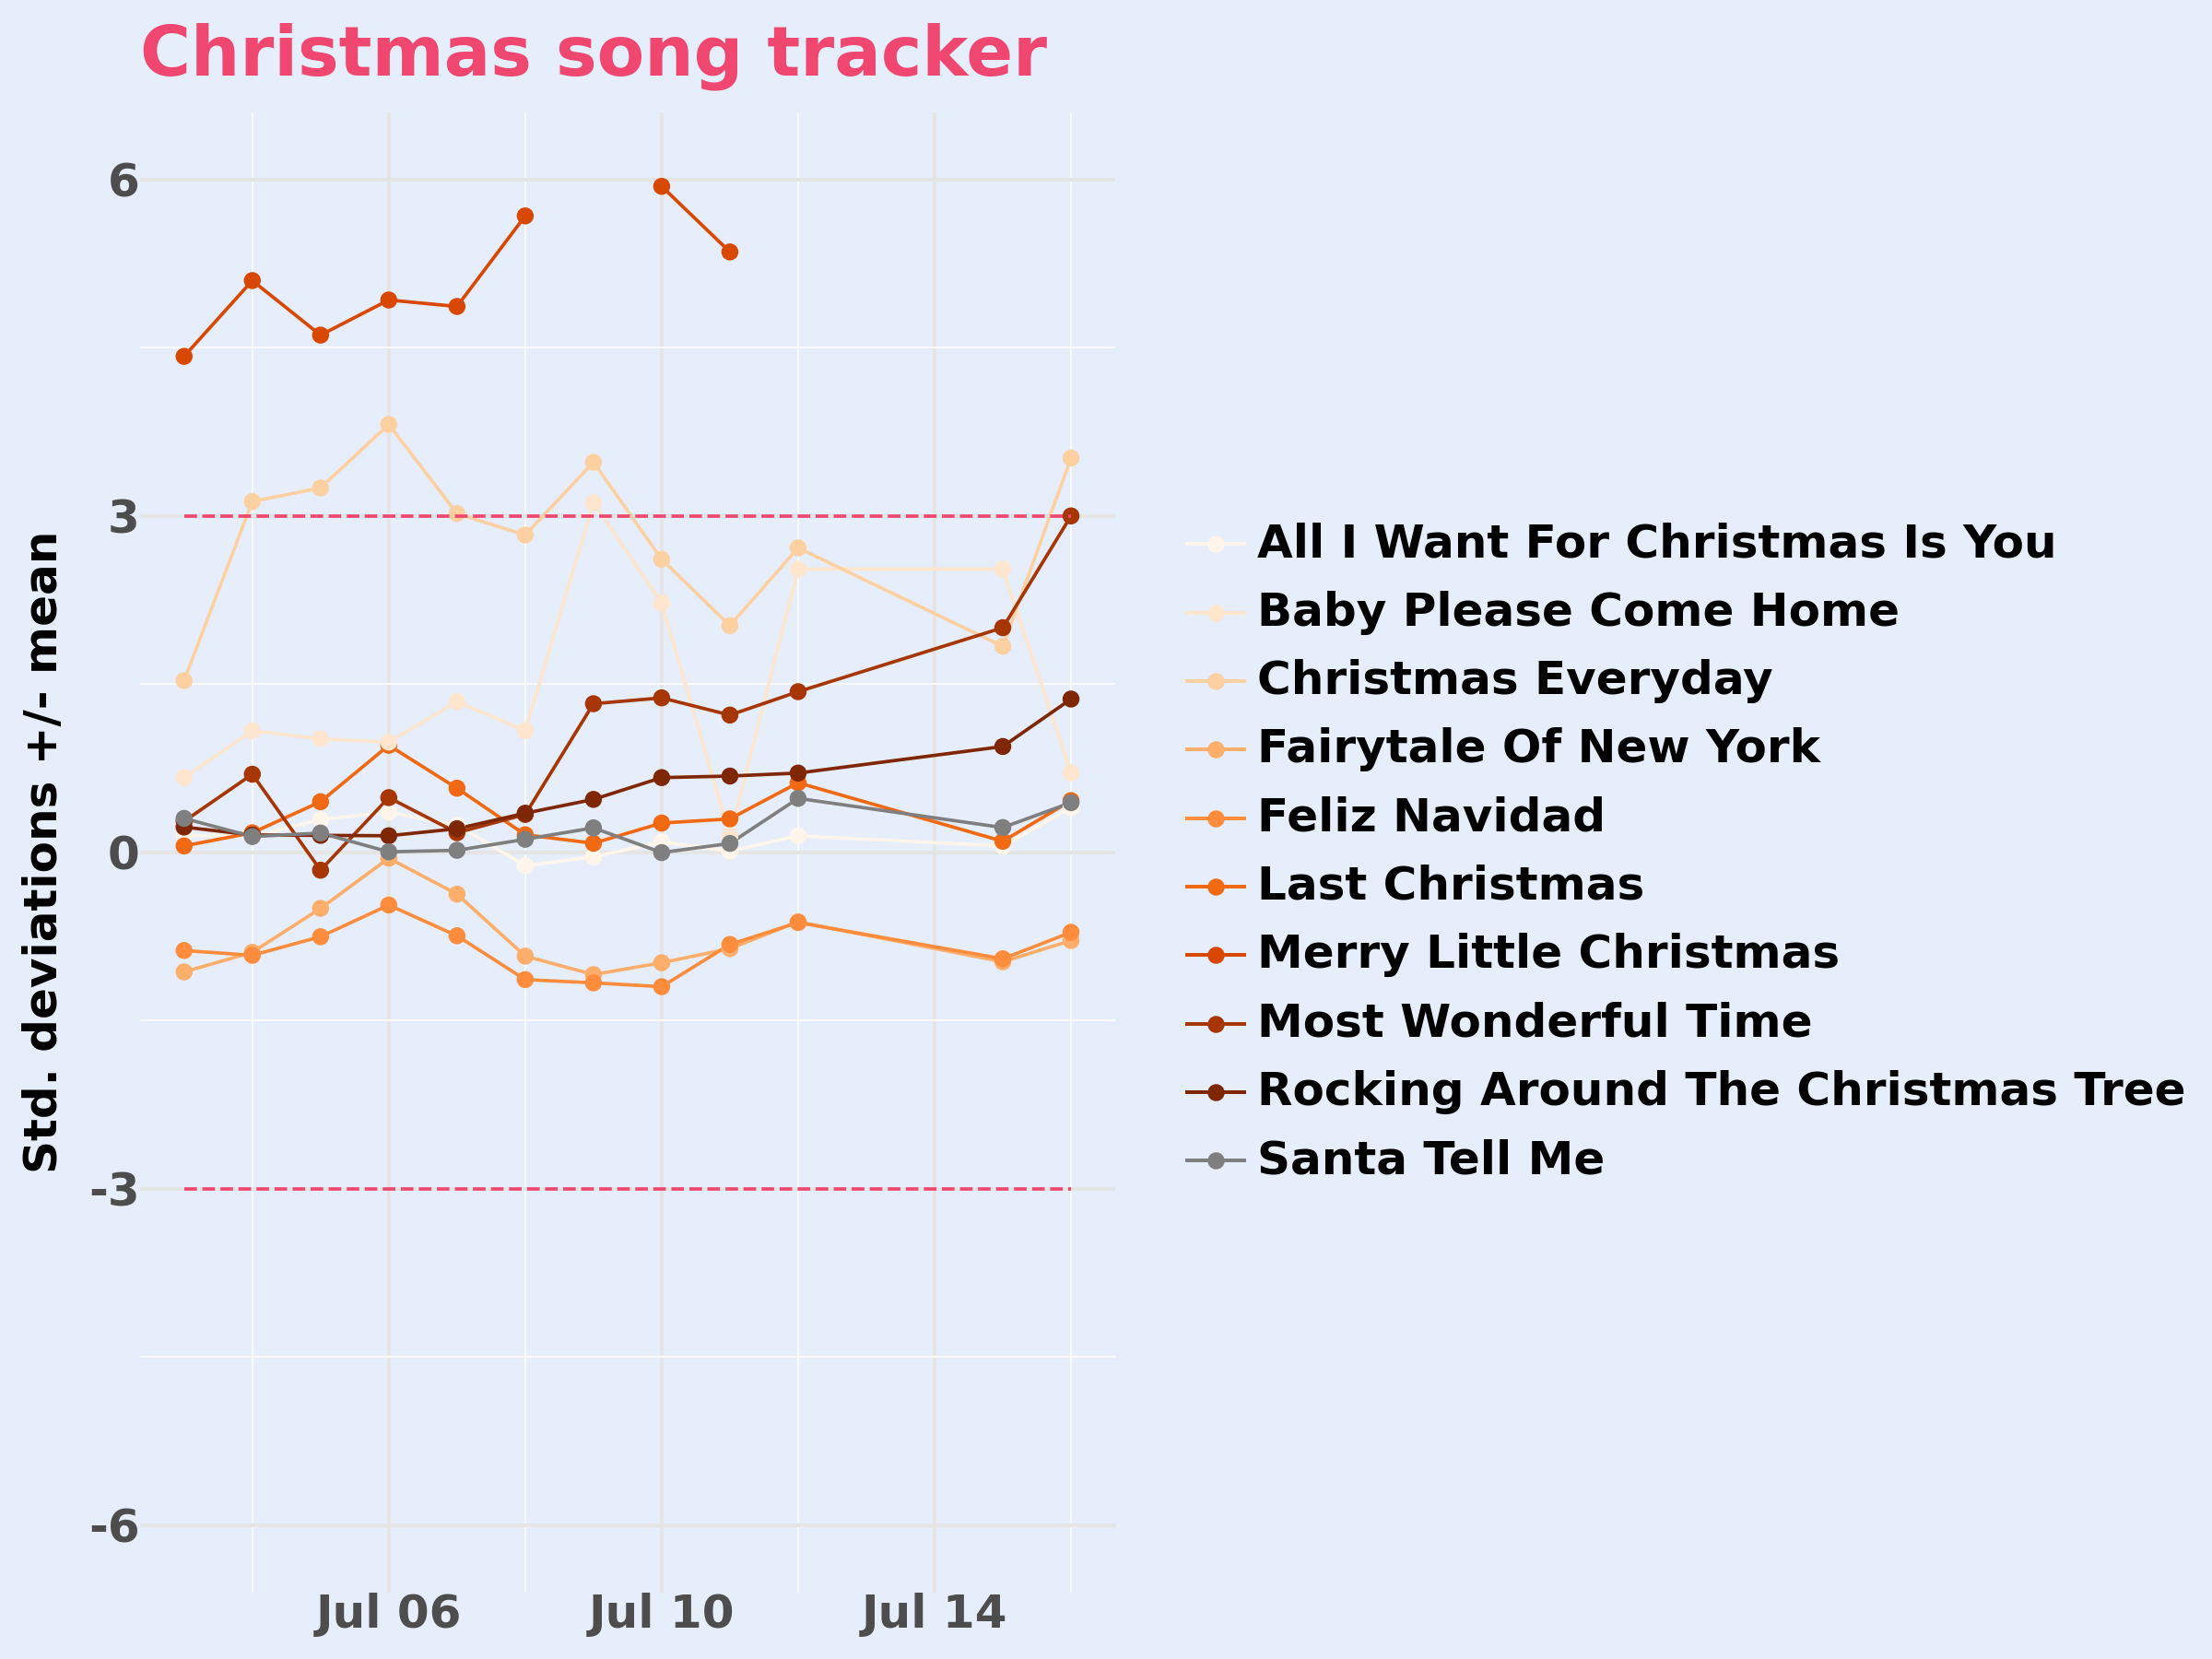 Christmas song tracker
Std. deviations +/- mean
6
3
0
-3
-6
Jul 06
Jul 10
Jul 14
All I Want For Christmas Is You
Baby Please Come Home
Christmas Everyday
Fairytale Of New York
Feliz Navidad
Last Christmas
Merry Little Christmas
Most Wonderful Time
Rocking Around The Christmas Tree
Santa Tell Me